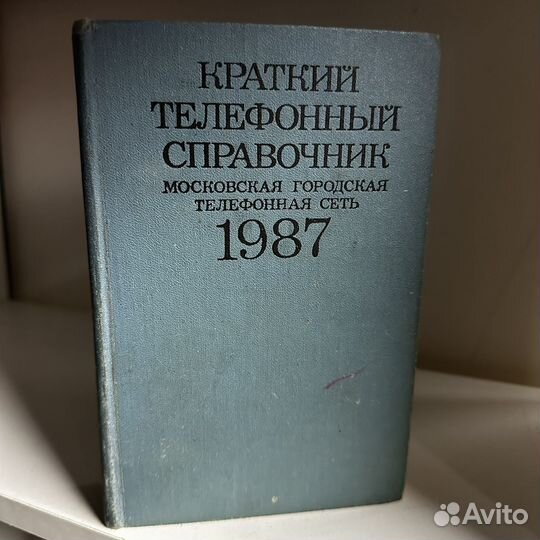 КРАТКИЙ
ТЕЛЕФОННЫЙ
СПРАВОЧНИК
МОСКОВСКАЯ ГОРОДСКАЯ
ТЕЛЕФОННАЯ СЕТЬ
1987
Avito